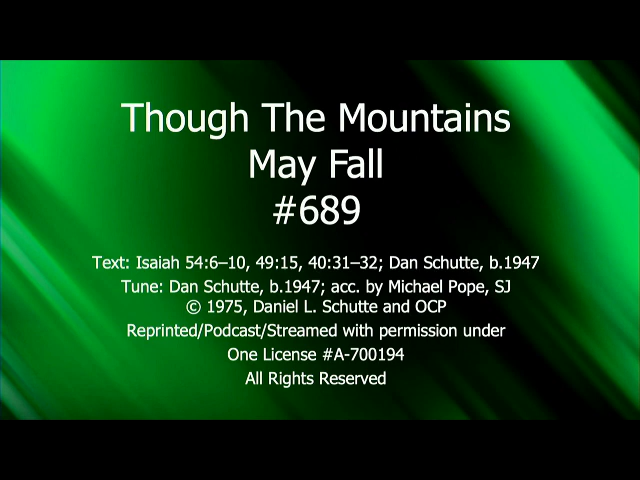 Though The Mountains
May Fall
#689
Text: Isaiah 54:6–10, 49:15, 40:31–32; Dan Schutte, b.1947
Tune: Dan Schutte, b.1947; acc. by Michael Pope, SJ
© 1975, Daniel L. Schutte and OCP
Reprinted/Podcast/Streamed with permission under
One License #A-700194
All Rights Reserved